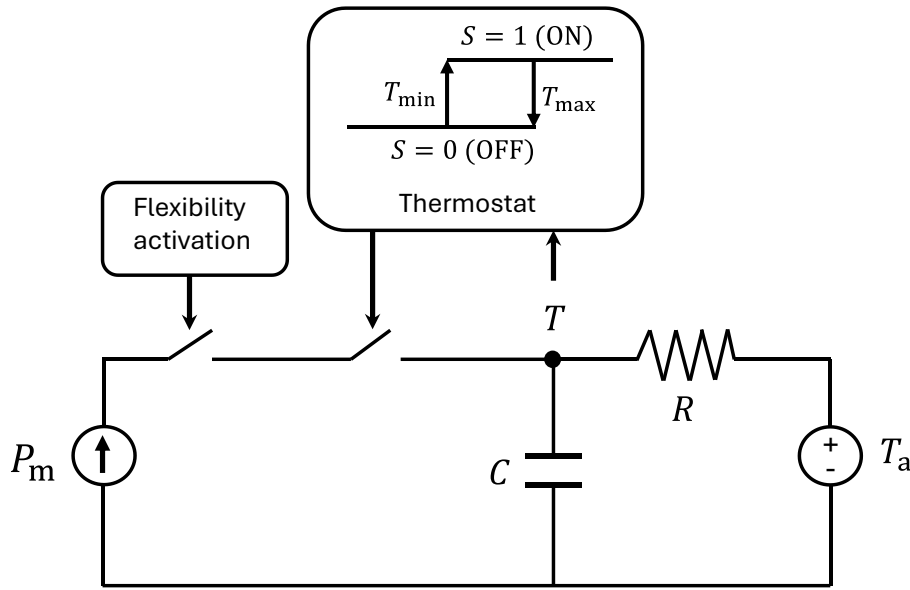 S = 1 (ON)
T_min
T_max
S = 0 (OFF)
Thermostat
Flexibility
activation
T
R
P_m
C
+
-
T_a